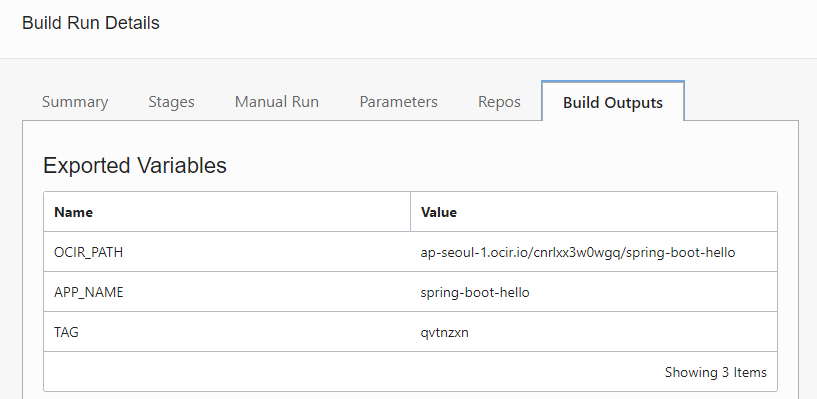 Build Run Details
Summary Stages Manual Run Parameters Repos Build Outputs
Exported Variables
Name Value
OCIR_PATH ap-seoul-1.ocir.io/cnrlxx3w0wgq/spring-boot-hello
APP_NAME spring-boot-hello
TAG qvtnzxn
Showing 3 Items